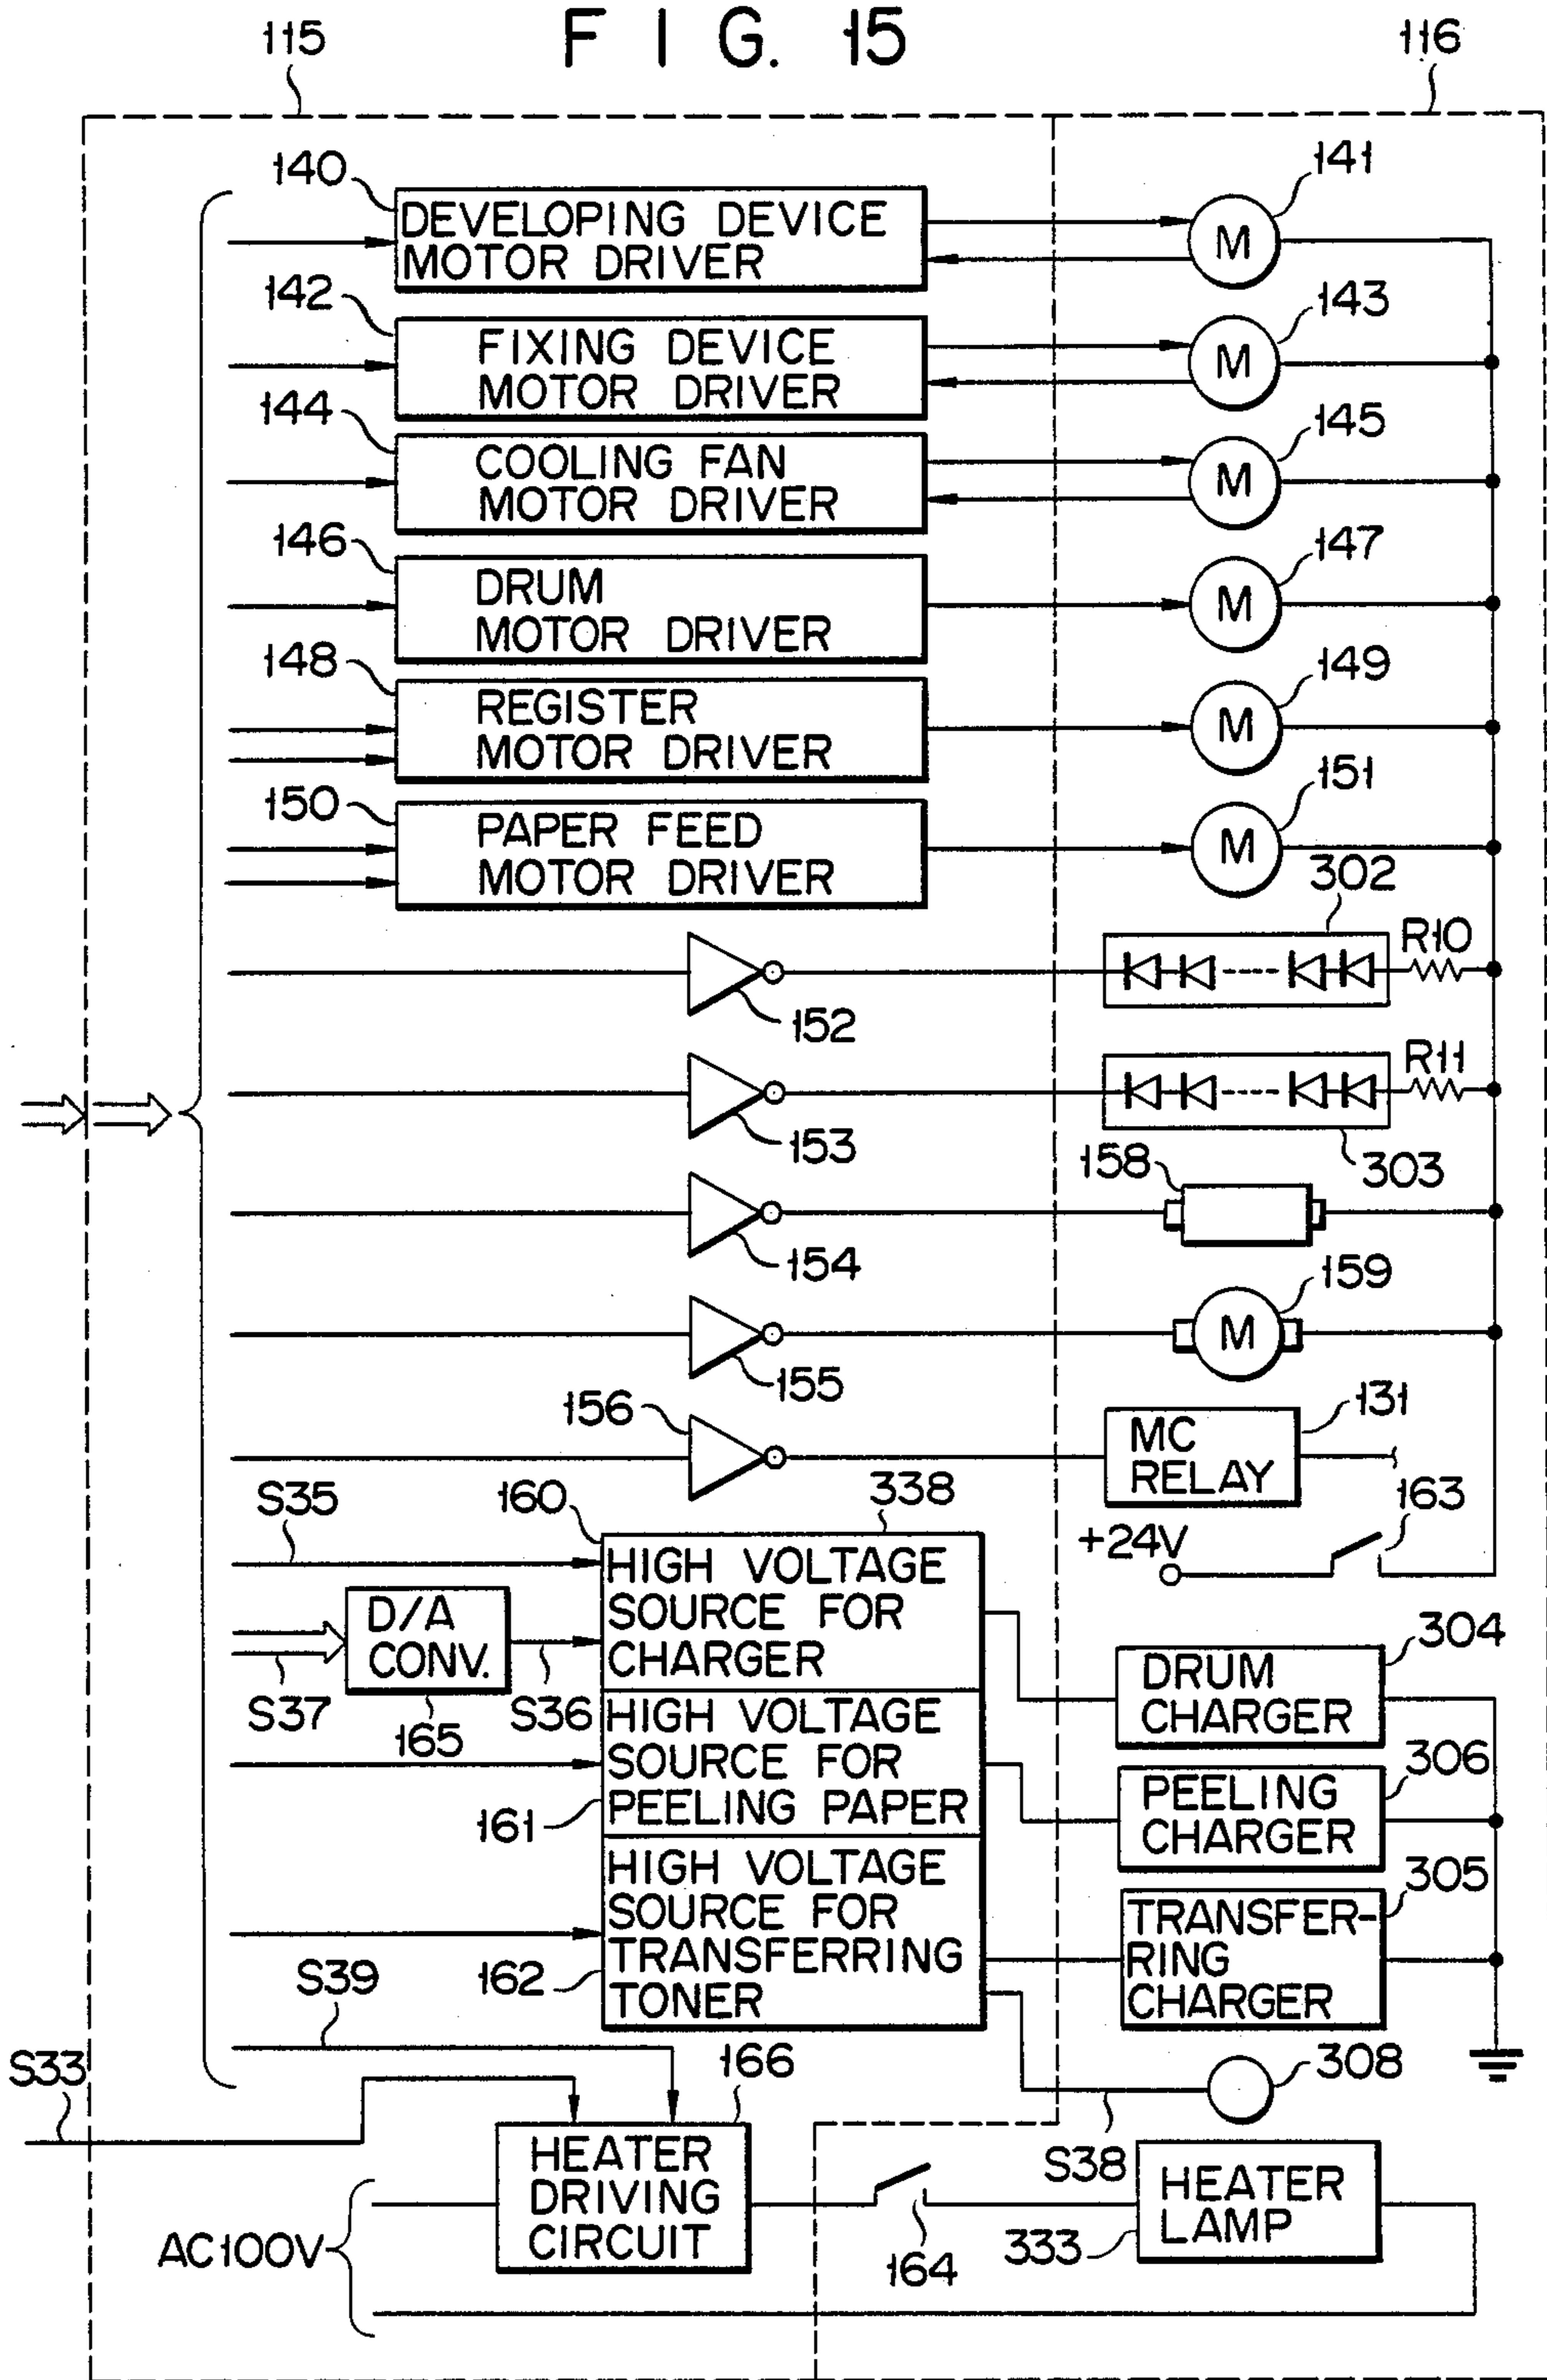 FIG. 15
115
116
140
DEVELOPING DEVICE
MOTOR DRIVER
M
141
142
FIXING DEVICE
MOTOR DRIVER
M
143
144
COOLING FAN
MOTOR DRIVER
M
145
146
DRUM
MOTOR DRIVER
M
147
148
REGISTER
MOTOR DRIVER
M
149
150
PAPER FEED
MOTOR DRIVER
M
151
302
R10
152
R11
153
303
158
154
159
M
155
156
131
MC
RELAY
S35
160
338
163
+24V
HIGH VOLTAGE
SOURCE FOR
CHARGER
D/A
CONV.
S37
165
S36
304
DRUM
CHARGER
HIGH VOLTAGE
SOURCE FOR
PEELING PAPER
161
306
PEELING
CHARGER
HIGH VOLTAGE
SOURCE FOR
TRANSFERRING
TONER
162
305
TRANSFER-
RING
CHARGER
S39
S33
166
308
S38
HEATER
DRIVING
CIRCUIT
164
333
HEATER
LAMP
AC100V